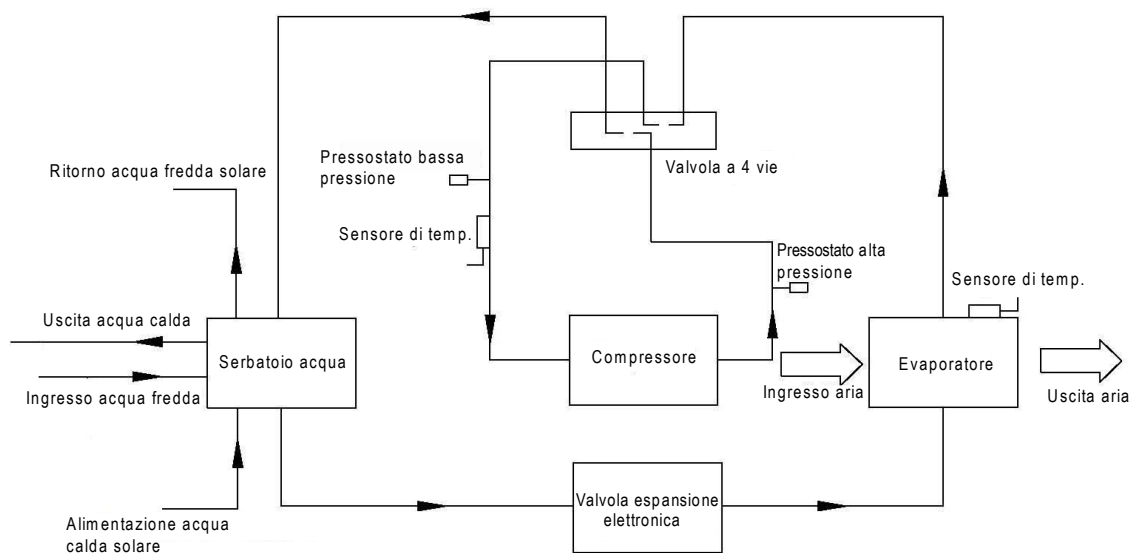 Valvola a 4 vie
Pressostato bassa
pressione
Ritorno acqua fredda solare
Sensore di temp.
Pressostato alta
pressione
Sensore di temp.
Uscita acqua calda
Serbatoio acqua
Compressore
Evaporatore
Ingresso acqua fredda
Ingresso aria
Uscita aria
Valvola espansione
elettronica
Alimentazione acqua
calda solare